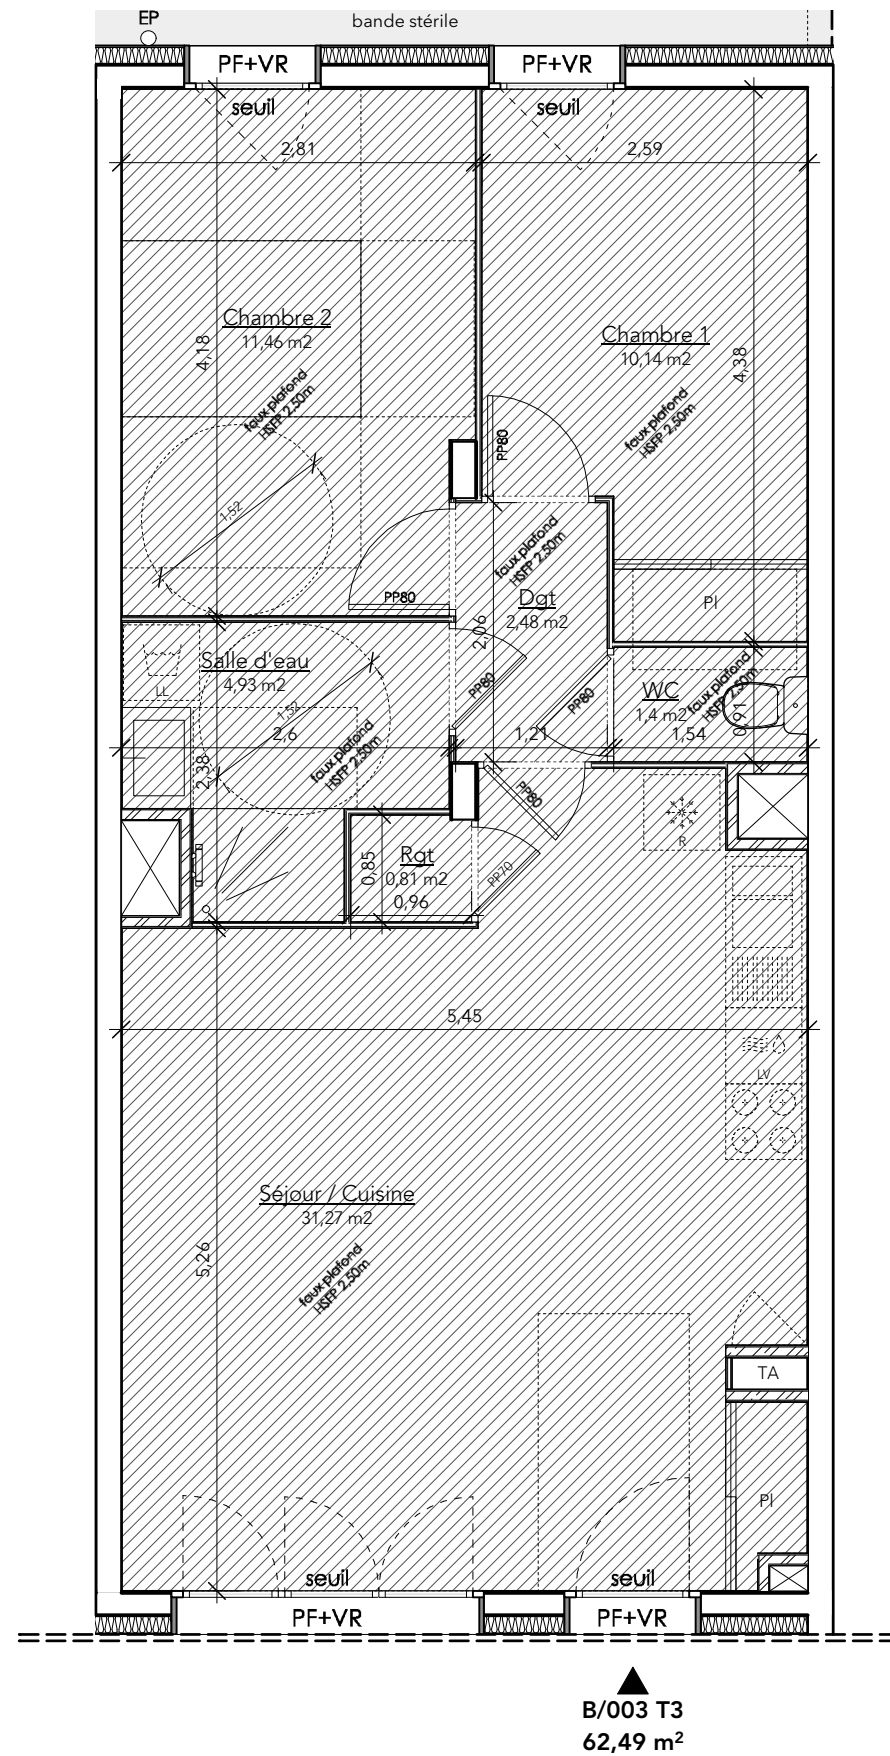 EP
bande stérile
PF+VR
PF+VR
seuil
seuil
2,81
2,59
Chambre 2
11,46 m2
4,18
faux plafond
HSFP 2,50m
Chambre 1
10,14 m2
4,38
faux plafond
HSFP 2,50m
PP80
1,52
PP80
faux plafond
HSFP 2,50m
Dgt
2,48 m2
2,06
Pl
Salle d'eau
4,93 m2
LL
1,52
2,6
2,38
faux plafond
HSFP 2,50m
PP80
PP80
1,21
WC
1,4 m2
faux plafond
HSFP 2,50m
0,91
1,54
PP80
R
Rgt
0,81 m2
0,96
0,85
PP70
5,45
LV
Séjour / Cuisine
31,27 m2
5,26
faux plafond
HSFP 2,50m
TA
Pl
seuil
seuil
PF+VR
PF+VR
B/003 T3
62,49 m²